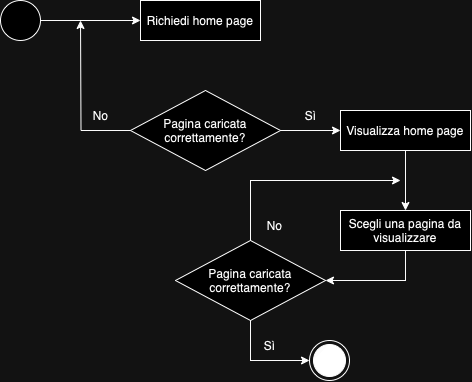 Richiedi home page
No
Pagina caricata
correttamente?
Sì
Visualizza home page
Scegli una pagina da
visualizzare
No
Pagina caricata
correttamente?
Sì